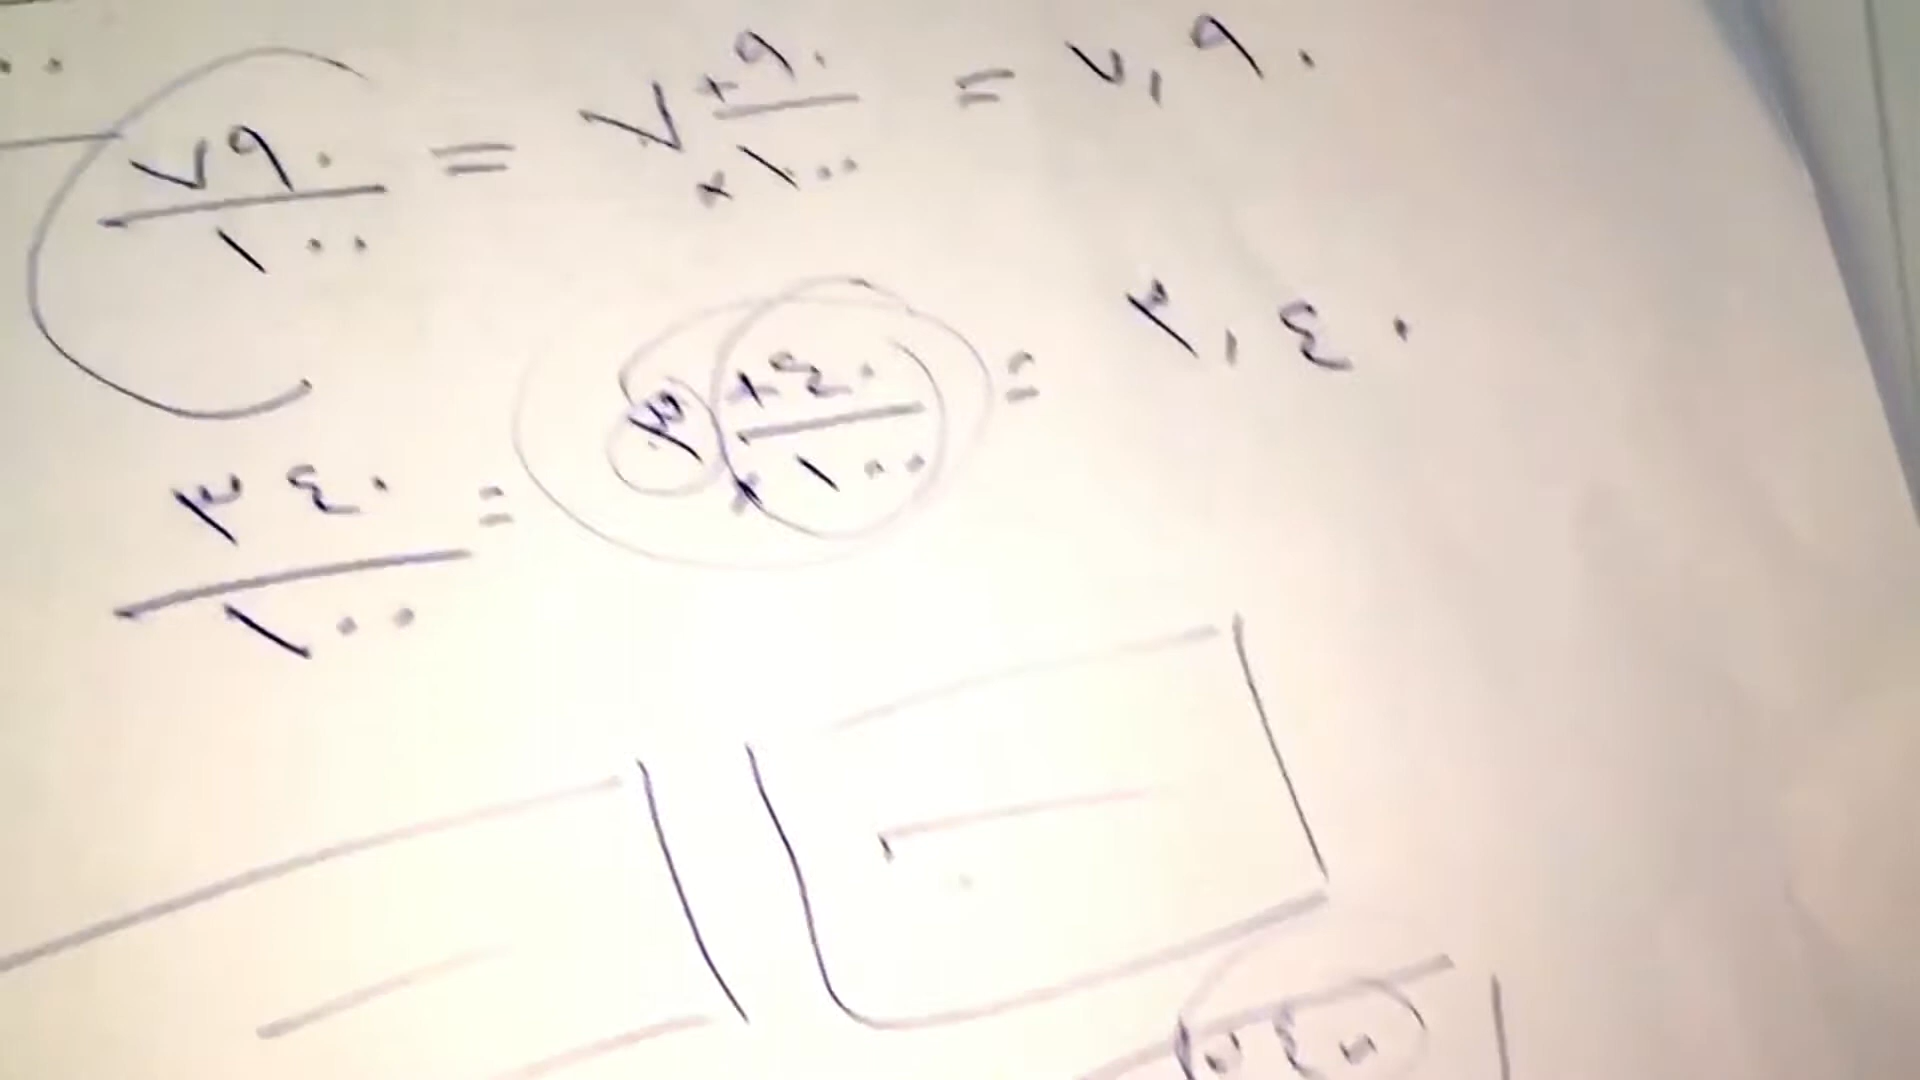 ٧٩٠/١٠٠ = ٧ +٩٠/×١٠٠ = ٧,٩٠
٣٤٠/١٠٠ = ٣ +٤٠/×١٠٠ = ٣,٤٠